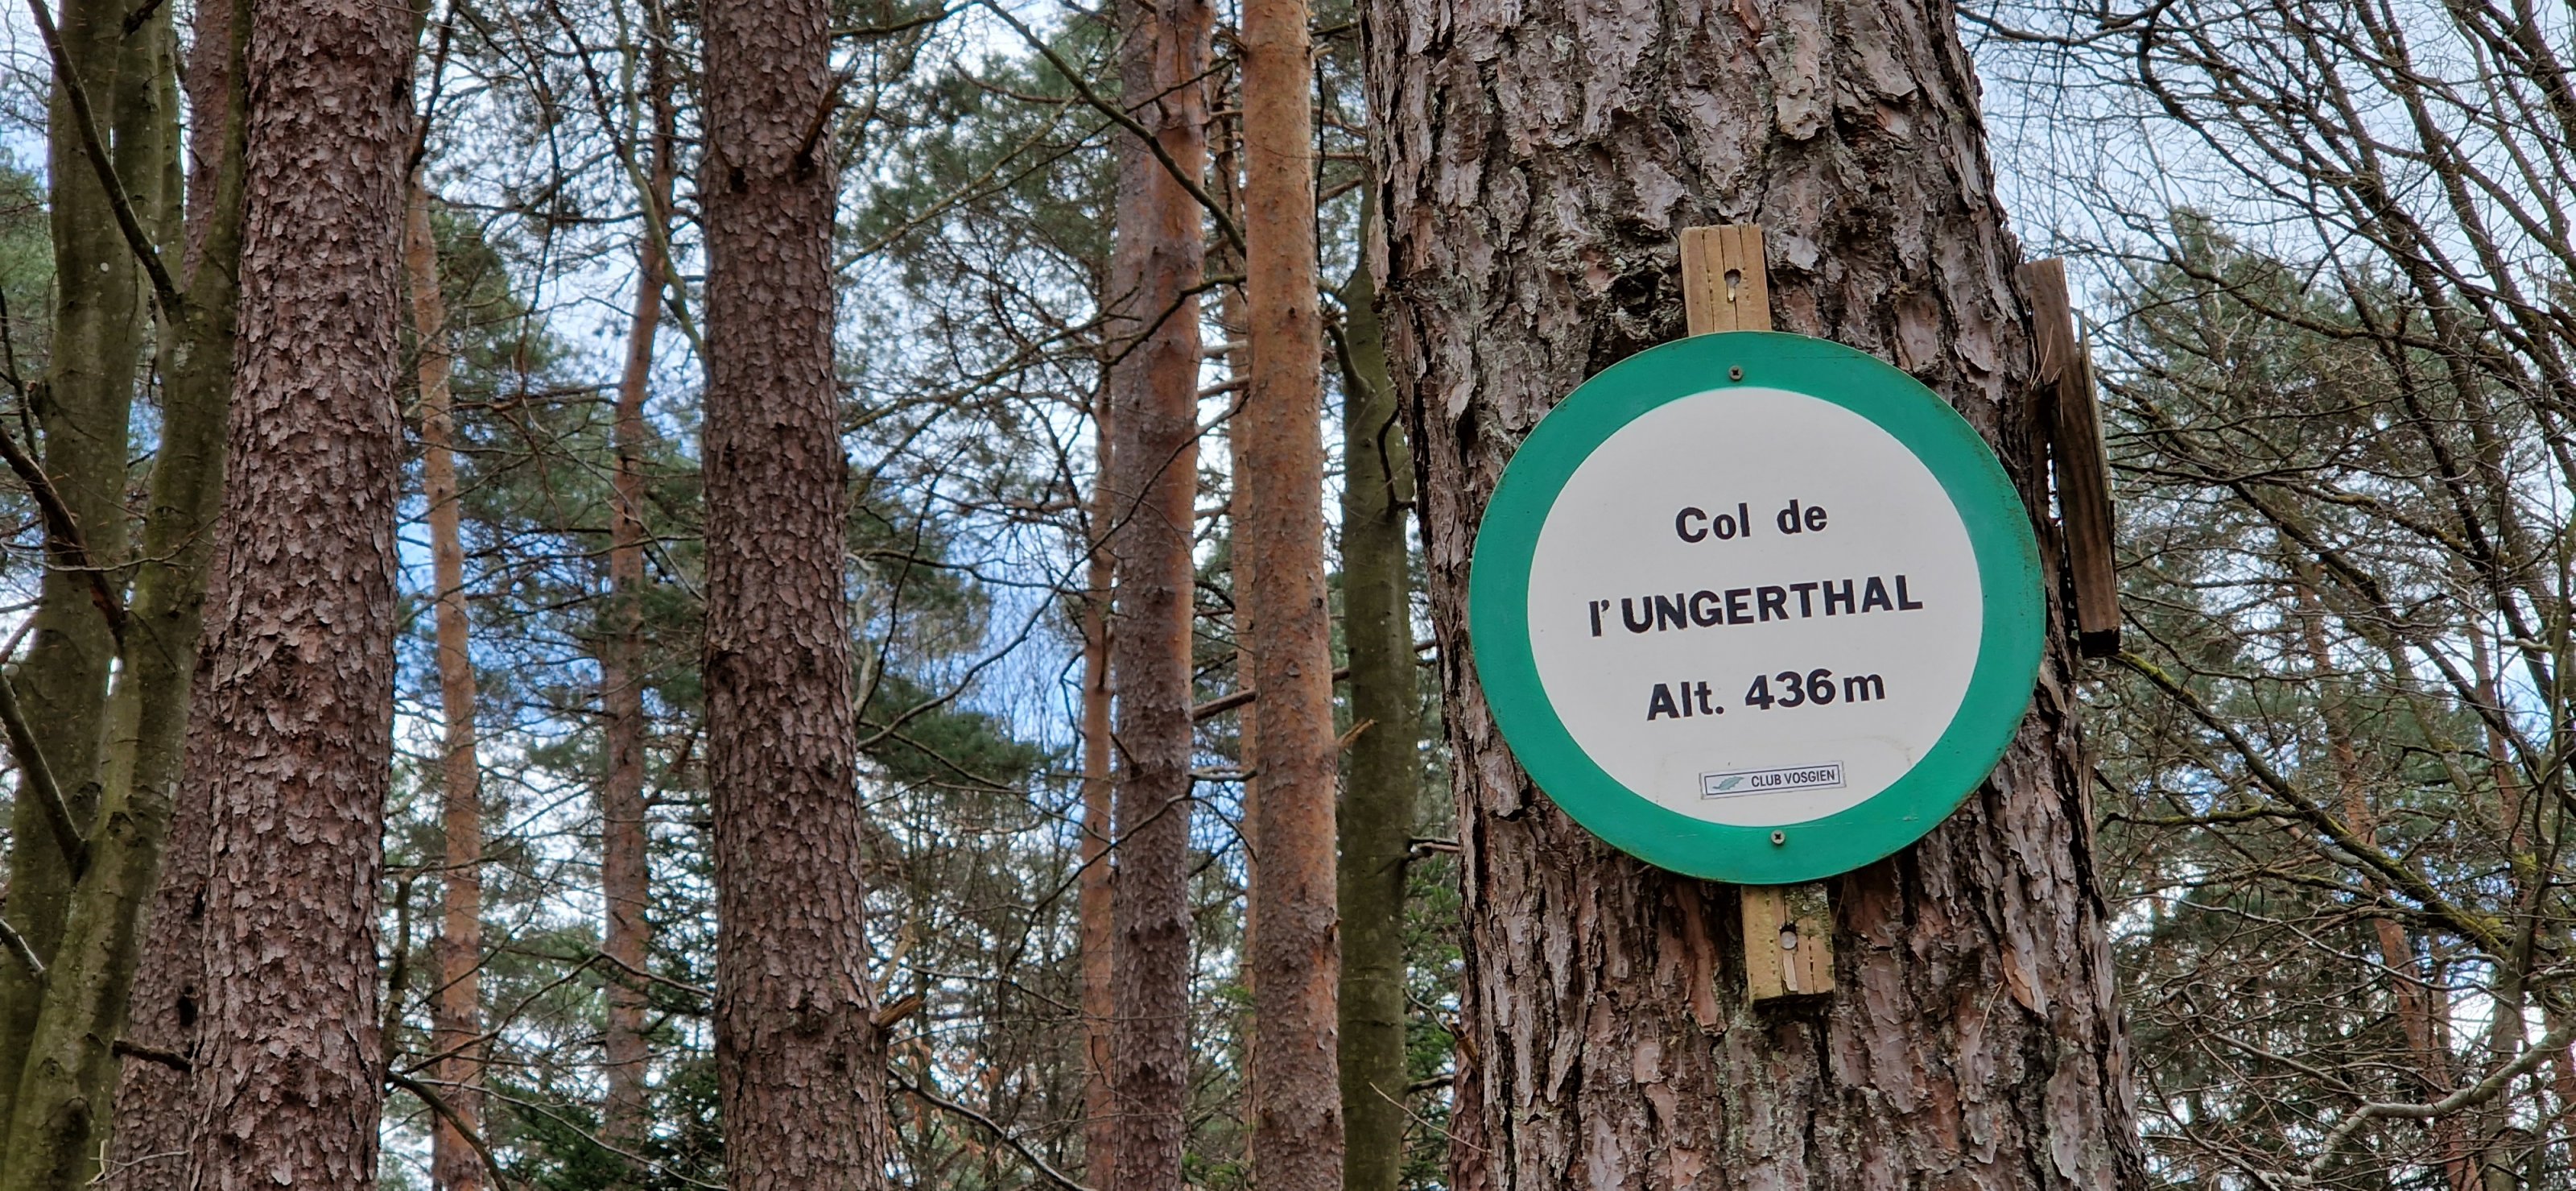 Col de
l'UNGERTHAL
Alt. 436m
CLUB VOSGIEN